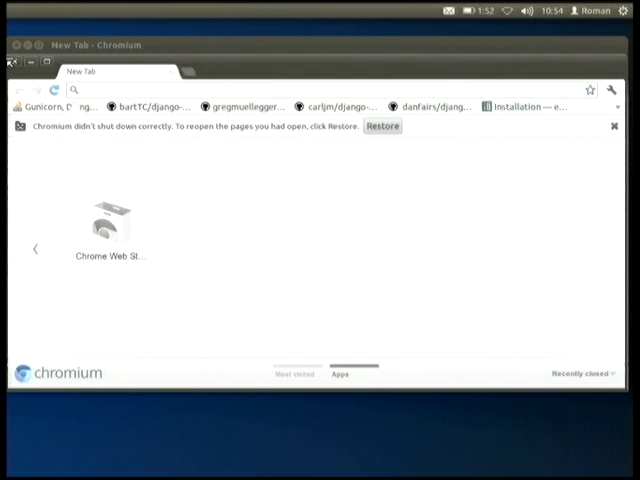 1:52 10:54 Roman
New Tab - Chromium
New Tab
Gunicorn, D ng... bartTC/django-... gregmuellegger... carljm/django-... danfairs/djang... Installation — e...
Chromium didn't shut down correctly. To reopen the pages you had open, click Restore. Restore
Chrome Web St...
chromium Most visited Apps Recently closed